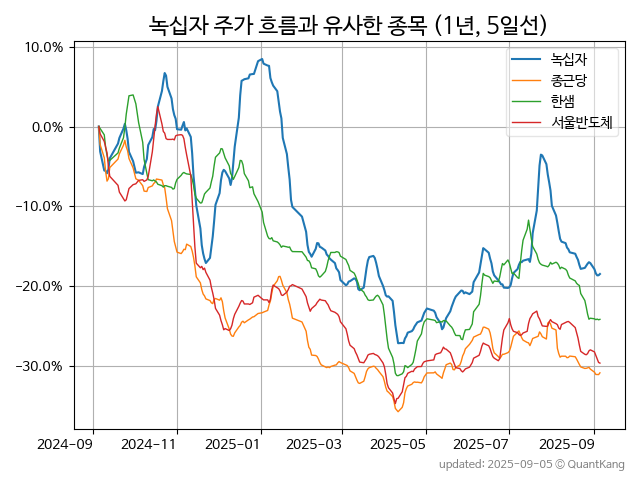 녹십자 주가 흐름과 유사한 종목 (1년, 5일선)
10.0%
0.0%
−10.0%
−20.0%
−30.0%
녹십자
종근당
한샘
서울반도체
2024-09
2024-11
2025-01
2025-03
2025-05
2025-07
2025-09
updated: 2025-09-05 © QuantKang